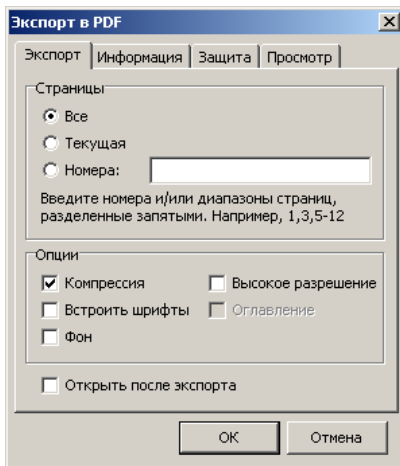 Экспорт в PDF
Экспорт Информация Защита Просмотр
Страницы
Все
Текущая
Номера:
Введите номера и/или диапазоны страниц,
разделенные запятыми. Например, 1,3,5-12
Опции
Компрессия Высокое разрешение
Встроить шрифты Оглавление
Фон
Открыть после экспорта
ОК Отмена